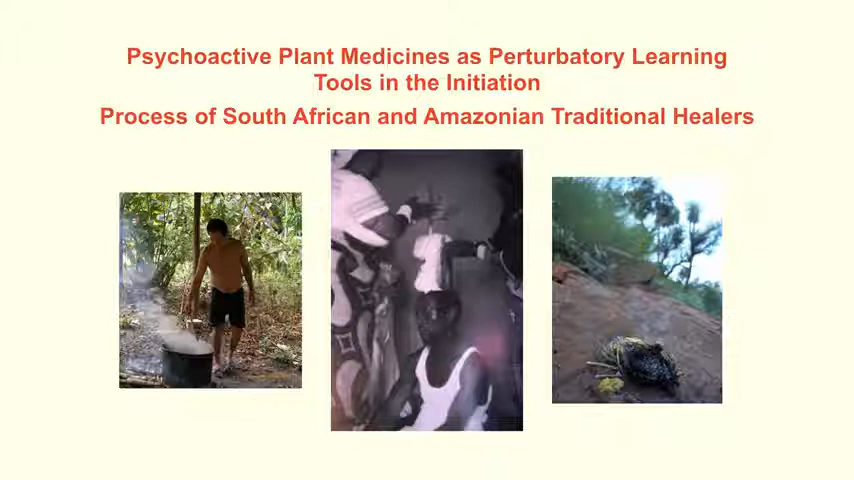 Psychoactive Plant Medicines as Perturbatory Learning
Tools in the Initiation
Process of South African and Amazonian Traditional Healers